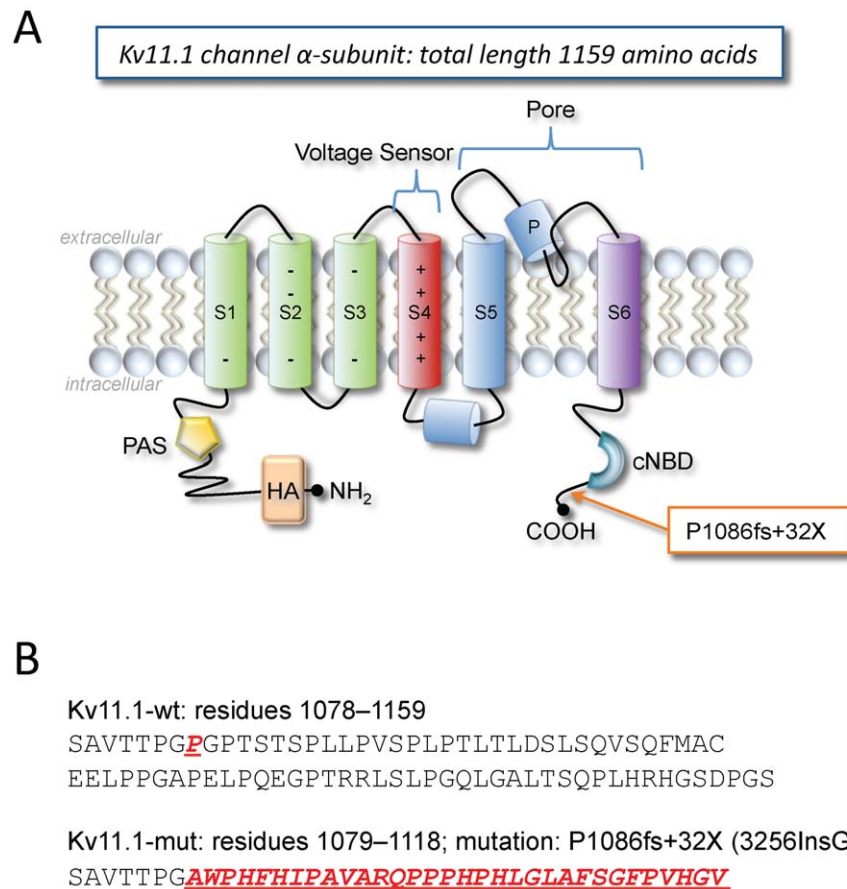 A
Kv11.1 channel α-subunit: total length 1159 amino acids
Pore
Voltage Sensor
P
extracellular
S1
- - S2 -
- S3 -
+ + S4 + +
S5
S6
-
intracellular
PAS
HA
NH2
cNBD
COOH
P1086fs+32X
B
Kv11.1-wt: residues 1078–1159
SAVTTPGPGPTSTSPLLPVSPLPTLTLDSLSQVSQFMAC
EELPPGAPELPQEGPTRRLSLPGQLGALTSQPLHRHGSDPGS
Kv11.1-mut: residues 1079–1118; mutation: P1086fs+32X (3256InsG
SAVTTPGAWPHFHIPAVARQPPPHPHLGLAFSGFPVHGV